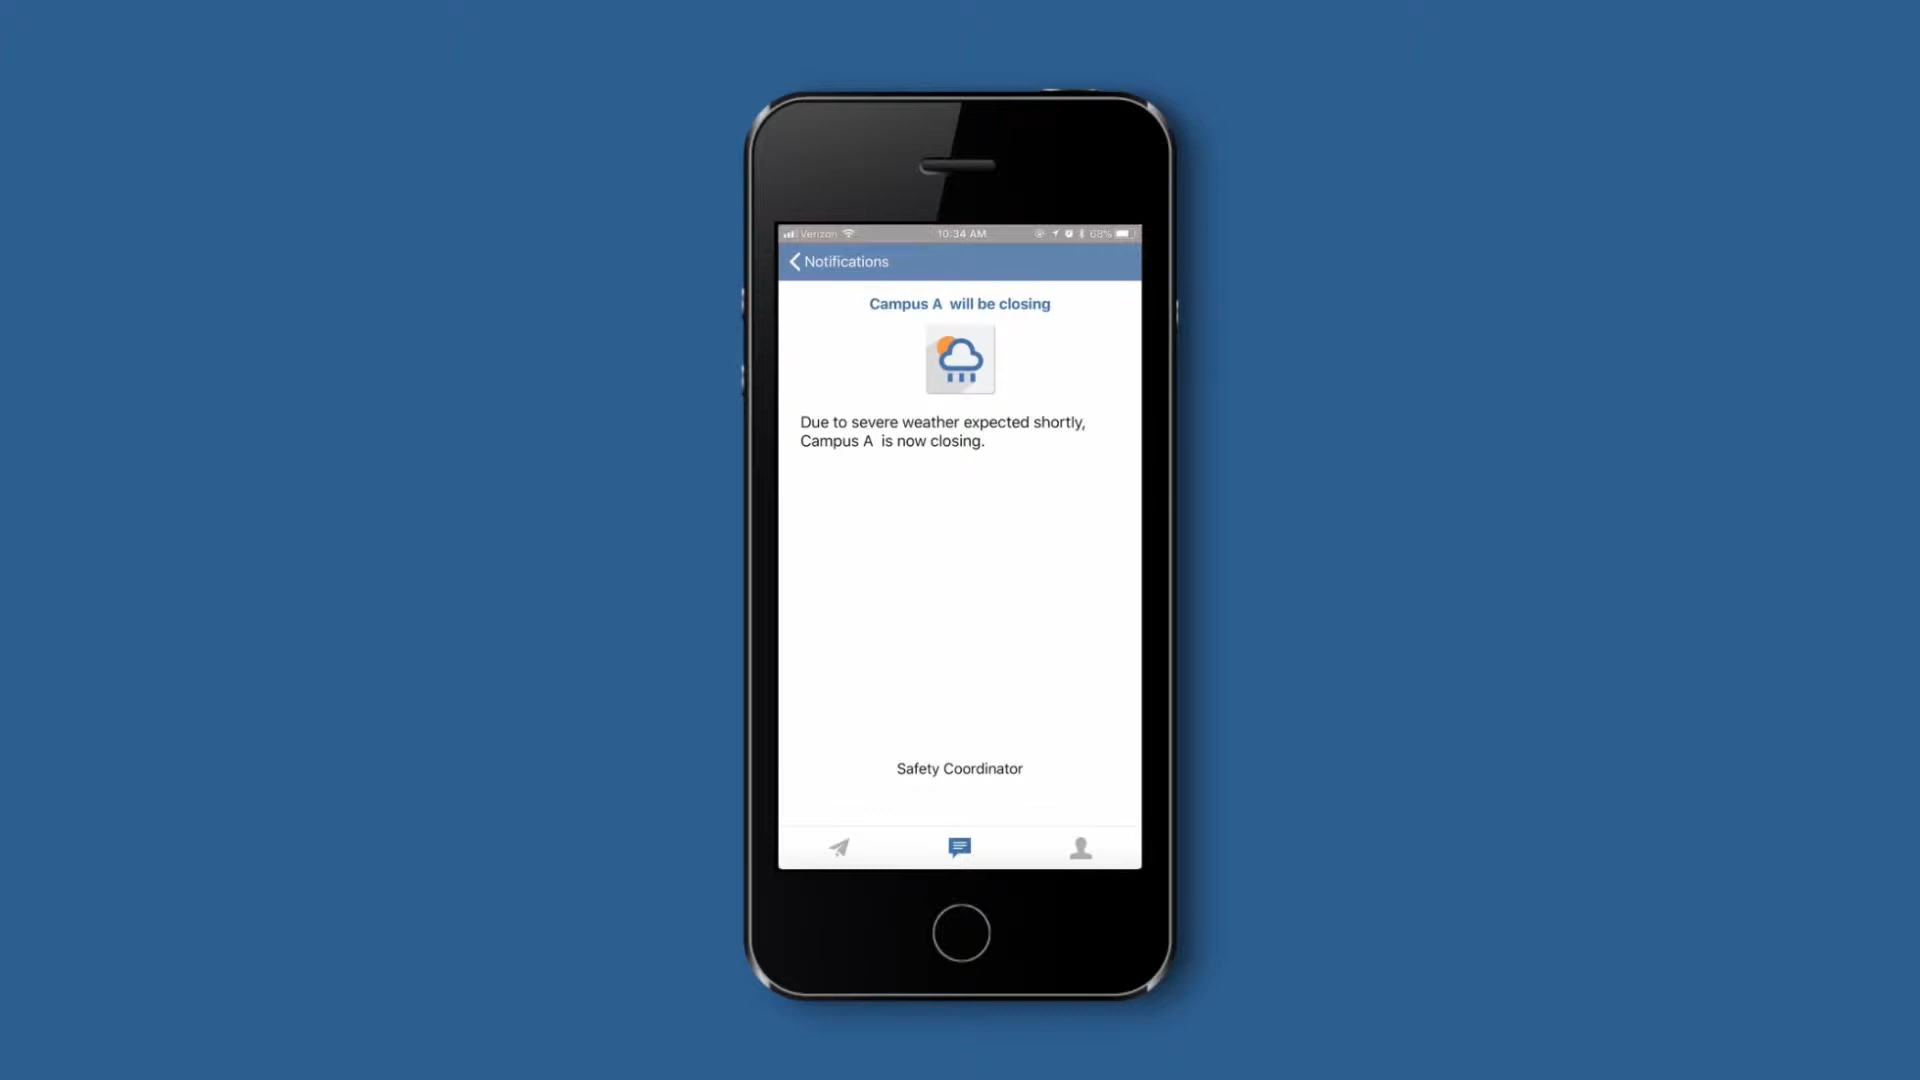 Verizon 10:34 AM 68%
Notifications
Campus A will be closing
Due to severe weather expected shortly,
Campus A is now closing.
Safety Coordinator